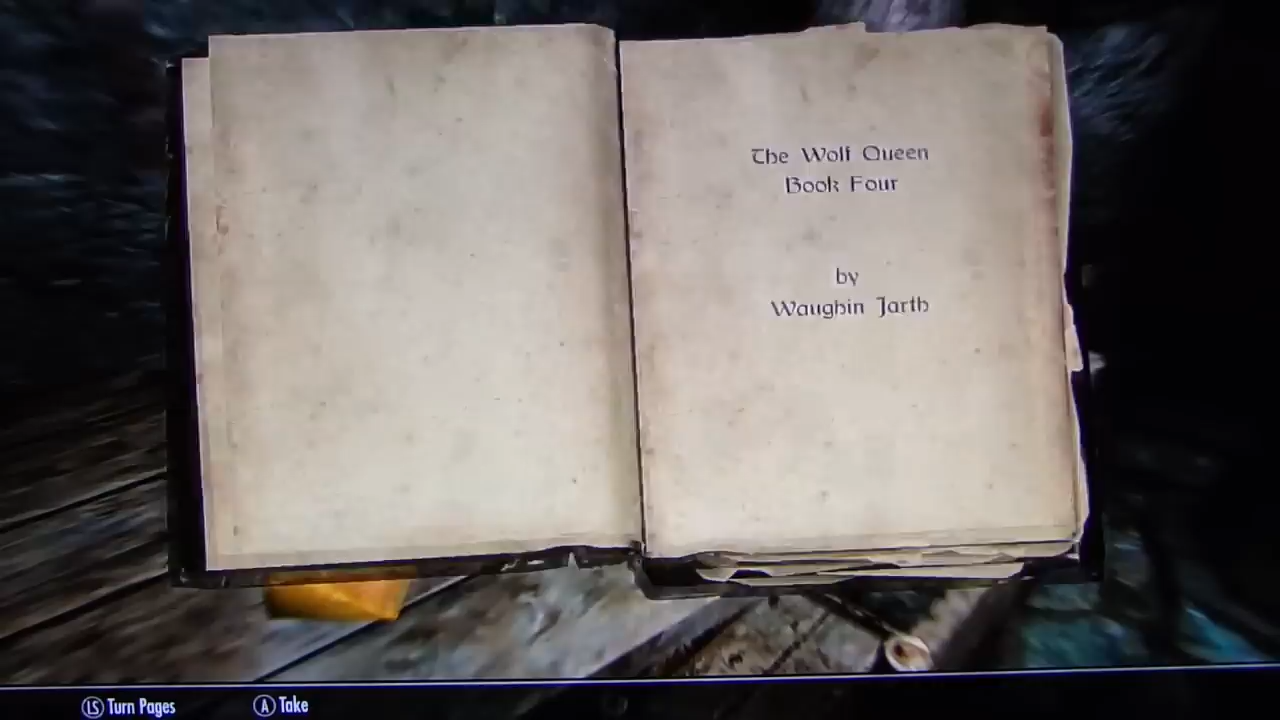 The Wolf Queen
Book Four
by
Waughin Jarth
LS Turn Pages
A Take